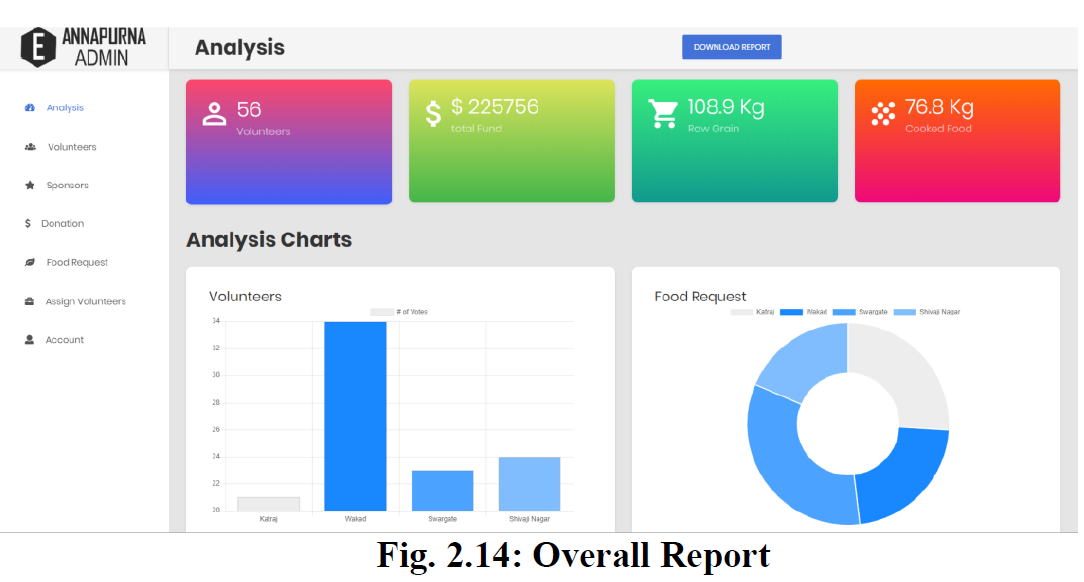 E ANNAPURNA
ADMIN
Analysis
DOWNLOAD REPORT
Analysis
Volunteers
Sponsors
$ Donation
Food Request
Assign Volunteers
Account
56
Volunteers
$ $ 225756
total Fund
108.9 Kg
Raw Grain
76.8 Kg
Cooked Food
Analysis Charts
Volunteers
# of Votes
34
32
30
28
26
24
22
20
Katraj Wakad Swargate Shivaji Nagar
Food Request
Katraj Wakad Swargate Shivaji Nagar
Fig. 2.14: Overall Report